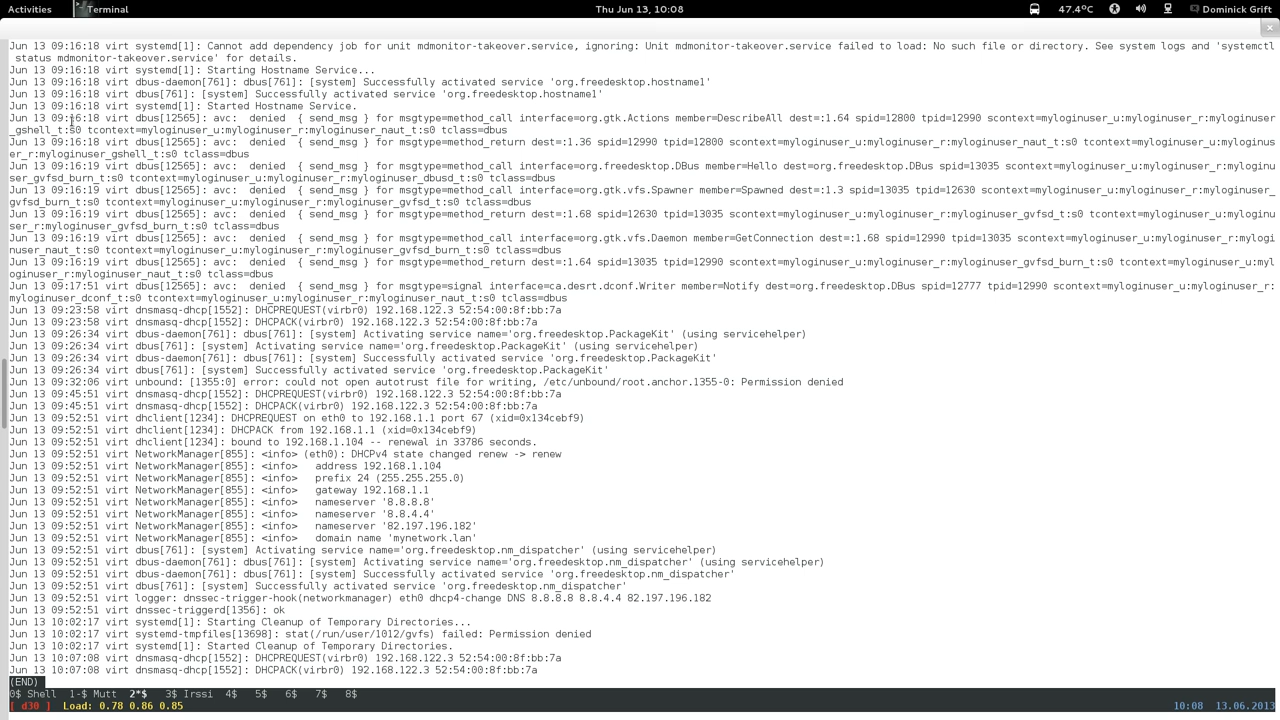 Activities Terminal Thu Jun 13, 10:08 47.4°C Dominick Grift
Jun 13 09:16:18 virt systemd[1]: Cannot add dependency job for unit mdmonitor-takeover.service, ignoring: Unit mdmonitor-takeover.service failed to load: No such file or directory. See system logs and 'systemctl
 status mdmonitor-takeover.service' for details.
Jun 13 09:16:18 virt systemd[1]: Starting Hostname Service...
Jun 13 09:16:18 virt dbus-daemon[761]: dbus[761]: [system] Successfully activated service 'org.freedesktop.hostname1'
Jun 13 09:16:18 virt dbus[761]: [system] Successfully activated service 'org.freedesktop.hostname1'
Jun 13 09:16:18 virt systemd[1]: Started Hostname Service.
Jun 13 09:16:18 virt dbus[12565]: avc:  denied  { send_msg } for msgtype=method_call interface=org.gtk.Actions member=DescribeAll dest=:1.64 spid=12800 tpid=12990 scontext=myloginuser_u:myloginuser_r:myloginuser
_gshell_t:s0 tcontext=myloginuser_u:myloginuser_r:myloginuser_naut_t:s0 tclass=dbus
Jun 13 09:16:18 virt dbus[12565]: avc:  denied  { send_msg } for msgtype=method_return dest=:1.36 spid=12990 tpid=12800 scontext=myloginuser_u:myloginuser_r:myloginuser_naut_t:s0 tcontext=myloginuser_u:myloginus
er_r:myloginuser_gshell_t:s0 tclass=dbus
Jun 13 09:16:19 virt dbus[12565]: avc:  denied  { send_msg } for msgtype=method_call interface=org.freedesktop.DBus member=Hello dest=org.freedesktop.DBus spid=13035 scontext=myloginuser_u:myloginuser_r:myloginu
ser_gvfsd_burn_t:s0 tcontext=myloginuser_u:myloginuser_r:myloginuser_dbusd_t:s0 tclass=dbus
Jun 13 09:16:19 virt dbus[12565]: avc:  denied  { send_msg } for msgtype=method_call interface=org.gtk.vfs.Spawner member=Spawned dest=:1.3 spid=13035 tpid=12630 scontext=myloginuser_u:myloginuser_r:myloginuser_
gvfsd_burn_t:s0 tcontext=myloginuser_u:myloginuser_r:myloginuser_gvfsd_t:s0 tclass=dbus
Jun 13 09:16:19 virt dbus[12565]: avc:  denied  { send_msg } for msgtype=method_return dest=:1.68 spid=12630 tpid=13035 scontext=myloginuser_u:myloginuser_r:myloginuser_gvfsd_t:s0 tcontext=myloginuser_u:myloginu
ser_r:myloginuser_gvfsd_burn_t:s0 tclass=dbus
Jun 13 09:16:19 virt dbus[12565]: avc:  denied  { send_msg } for msgtype=method_call interface=org.gtk.vfs.Daemon member=GetConnection dest=:1.68 spid=12990 tpid=13035 scontext=myloginuser_u:myloginuser_r:mylogi
nuser_naut_t:s0 tcontext=myloginuser_u:myloginuser_r:myloginuser_gvfsd_burn_t:s0 tclass=dbus
Jun 13 09:16:19 virt dbus[12565]: avc:  denied  { send_msg } for msgtype=method_return dest=:1.64 spid=13035 tpid=12990 scontext=myloginuser_u:myloginuser_r:myloginuser_gvfsd_burn_t:s0 tcontext=myloginuser_u:myl
oginuser_r:myloginuser_naut_t:s0 tclass=dbus
Jun 13 09:17:51 virt dbus[12565]: avc:  denied  { send_msg } for msgtype=signal interface=ca.desrt.dconf.Writer member=Notify dest=org.freedesktop.DBus spid=12777 tpid=12990 scontext=myloginuser_u:myloginuser_r:
myloginuser_dconf_t:s0 tcontext=myloginuser_u:myloginuser_r:myloginuser_naut_t:s0 tclass=dbus
Jun 13 09:23:58 virt dnsmasq-dhcp[1552]: DHCPREQUEST(virbr0) 192.168.122.3 52:54:00:8f:bb:7a
Jun 13 09:23:58 virt dnsmasq-dhcp[1552]: DHCPACK(virbr0) 192.168.122.3 52:54:00:8f:bb:7a
Jun 13 09:26:34 virt dbus-daemon[761]: dbus[761]: [system] Activating service name='org.freedesktop.PackageKit' (using servicehelper)
Jun 13 09:26:34 virt dbus[761]: [system] Activating service name='org.freedesktop.PackageKit' (using servicehelper)
Jun 13 09:26:34 virt dbus-daemon[761]: dbus[761]: [system] Successfully activated service 'org.freedesktop.PackageKit'
Jun 13 09:26:34 virt dbus[761]: [system] Successfully activated service 'org.freedesktop.PackageKit'
Jun 13 09:32:06 virt unbound: [1355:0] error: could not open autotrust file for writing, /etc/unbound/root.anchor.1355-0: Permission denied
Jun 13 09:45:51 virt dnsmasq-dhcp[1552]: DHCPREQUEST(virbr0) 192.168.122.3 52:54:00:8f:bb:7a
Jun 13 09:45:51 virt dnsmasq-dhcp[1552]: DHCPACK(virbr0) 192.168.122.3 52:54:00:8f:bb:7a
Jun 13 09:52:51 virt dhclient[1234]: DHCPREQUEST on eth0 to 192.168.1.1 port 67 (xid=0x134cebf9)
Jun 13 09:52:51 virt dhclient[1234]: DHCPACK from 192.168.1.1 (xid=0x134cebf9)
Jun 13 09:52:51 virt dhclient[1234]: bound to 192.168.1.104 -- renewal in 33786 seconds.
Jun 13 09:52:51 virt NetworkManager[855]: <info> (eth0): DHCPv4 state changed renew -> renew
Jun 13 09:52:51 virt NetworkManager[855]: <info>   address 192.168.1.104
Jun 13 09:52:51 virt NetworkManager[855]: <info>   prefix 24 (255.255.255.0)
Jun 13 09:52:51 virt NetworkManager[855]: <info>   gateway 192.168.1.1
Jun 13 09:52:51 virt NetworkManager[855]: <info>   nameserver '8.8.8.8'
Jun 13 09:52:51 virt NetworkManager[855]: <info>   nameserver '8.8.4.4'
Jun 13 09:52:51 virt NetworkManager[855]: <info>   nameserver '82.197.196.182'
Jun 13 09:52:51 virt NetworkManager[855]: <info>   domain name 'mynetwork.lan'
Jun 13 09:52:51 virt dbus[761]: [system] Activating service name='org.freedesktop.nm_dispatcher' (using servicehelper)
Jun 13 09:52:51 virt dbus-daemon[761]: dbus[761]: [system] Activating service name='org.freedesktop.nm_dispatcher' (using servicehelper)
Jun 13 09:52:51 virt dbus-daemon[761]: dbus[761]: [system] Successfully activated service 'org.freedesktop.nm_dispatcher'
Jun 13 09:52:51 virt dbus[761]: [system] Successfully activated service 'org.freedesktop.nm_dispatcher'
Jun 13 09:52:51 virt logger: dnssec-trigger-hook(networkmanager) eth0 dhcp4-change DNS 8.8.8.8 8.8.4.4 82.197.196.182
Jun 13 09:52:51 virt dnssec-triggerd[1356]: ok
Jun 13 10:02:17 virt systemd[1]: Starting Cleanup of Temporary Directories...
Jun 13 10:02:17 virt systemd-tmpfiles[13698]: stat(/run/user/1012/gvfs) failed: Permission denied
Jun 13 10:02:17 virt systemd[1]: Started Cleanup of Temporary Directories.
Jun 13 10:07:08 virt dnsmasq-dhcp[1552]: DHCPREQUEST(virbr0) 192.168.122.3 52:54:00:8f:bb:7a
Jun 13 10:07:08 virt dnsmasq-dhcp[1552]: DHCPACK(virbr0) 192.168.122.3 52:54:00:8f:bb:7a
(END)
0$ Shell  1-$ Mutt  2*$  3$ Irssi  4$  5$  6$  7$  8$
[ d30 ]  Load: 0.78 0.86 0.85 10:08 13.06.2013